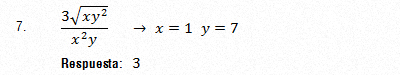 7. 3√xy² / x²y → x = 1 y = 7
Respuesta: 3